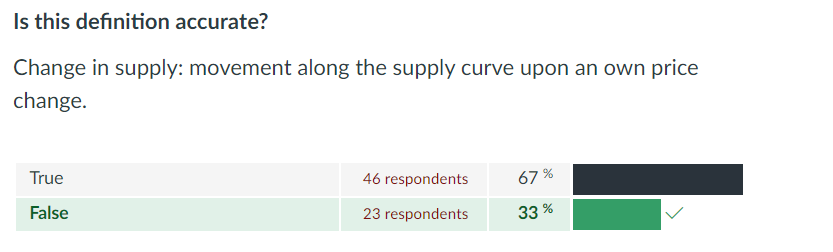 Is this definition accurate?
Change in supply: movement along the supply curve upon an own price
change.
True 46 respondents 67 %
False 23 respondents 33 %